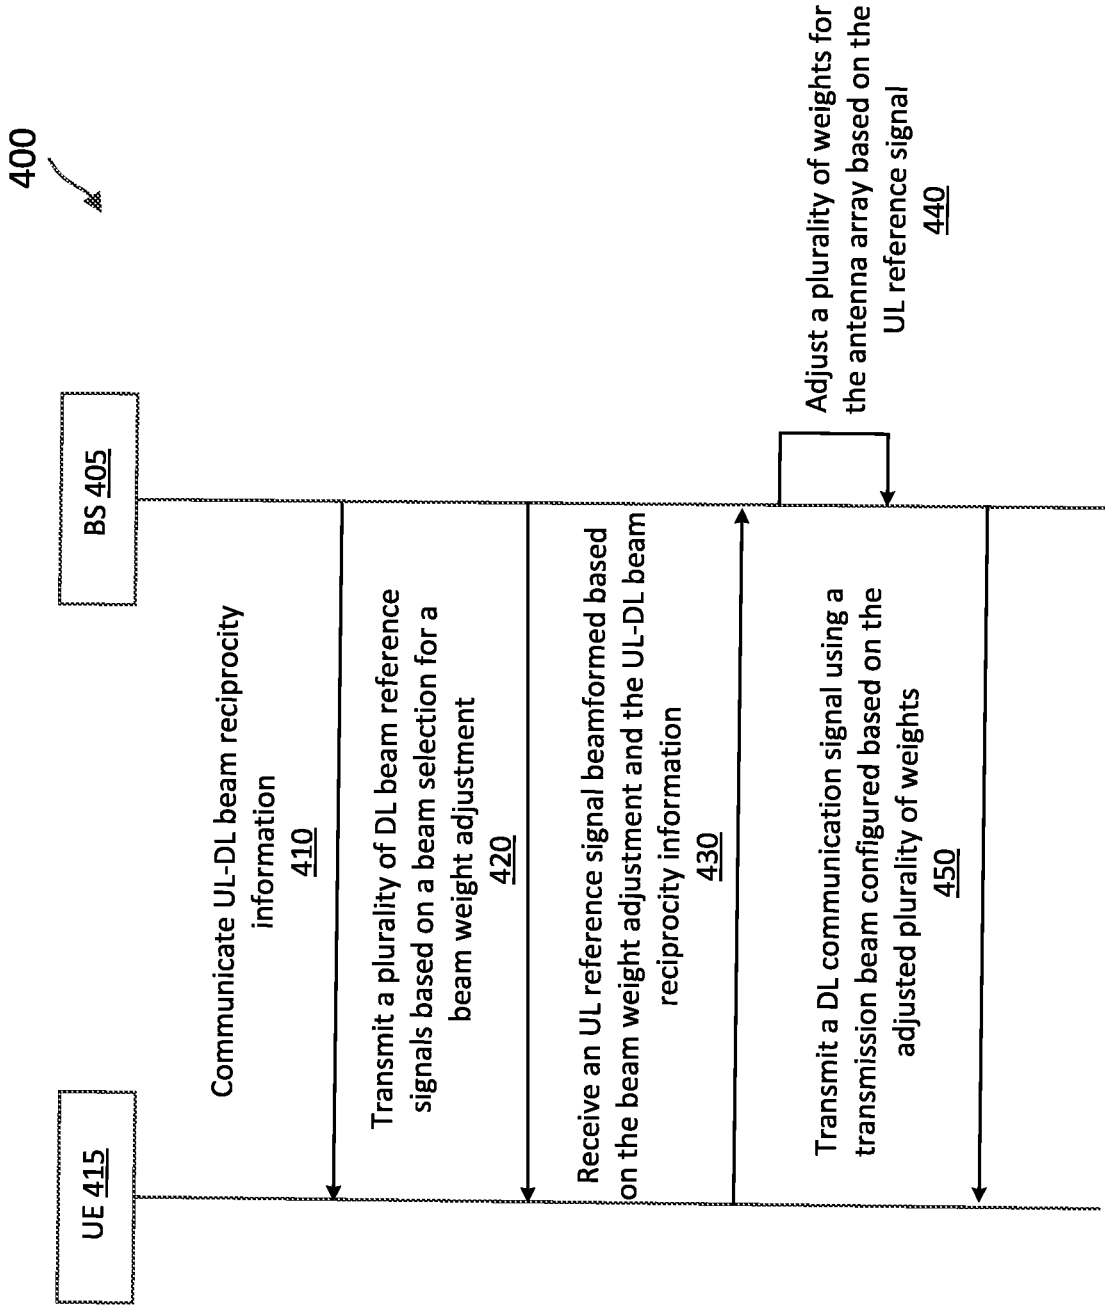 400
UE 415
BS 405
Communicate UL-DL beam reciprocity
information
410
Transmit a plurality of DL beam reference
signals based on a beam selection for a
beam weight adjustment
420
Receive an UL reference signal beamformed based
on the beam weight adjustment and the UL-DL beam
reciprocity information
430
Adjust a plurality of weights for
the antenna array based on the
UL reference signal
440
Transmit a DL communication signal using a
transmission beam configured based on the
adjusted plurality of weights
450